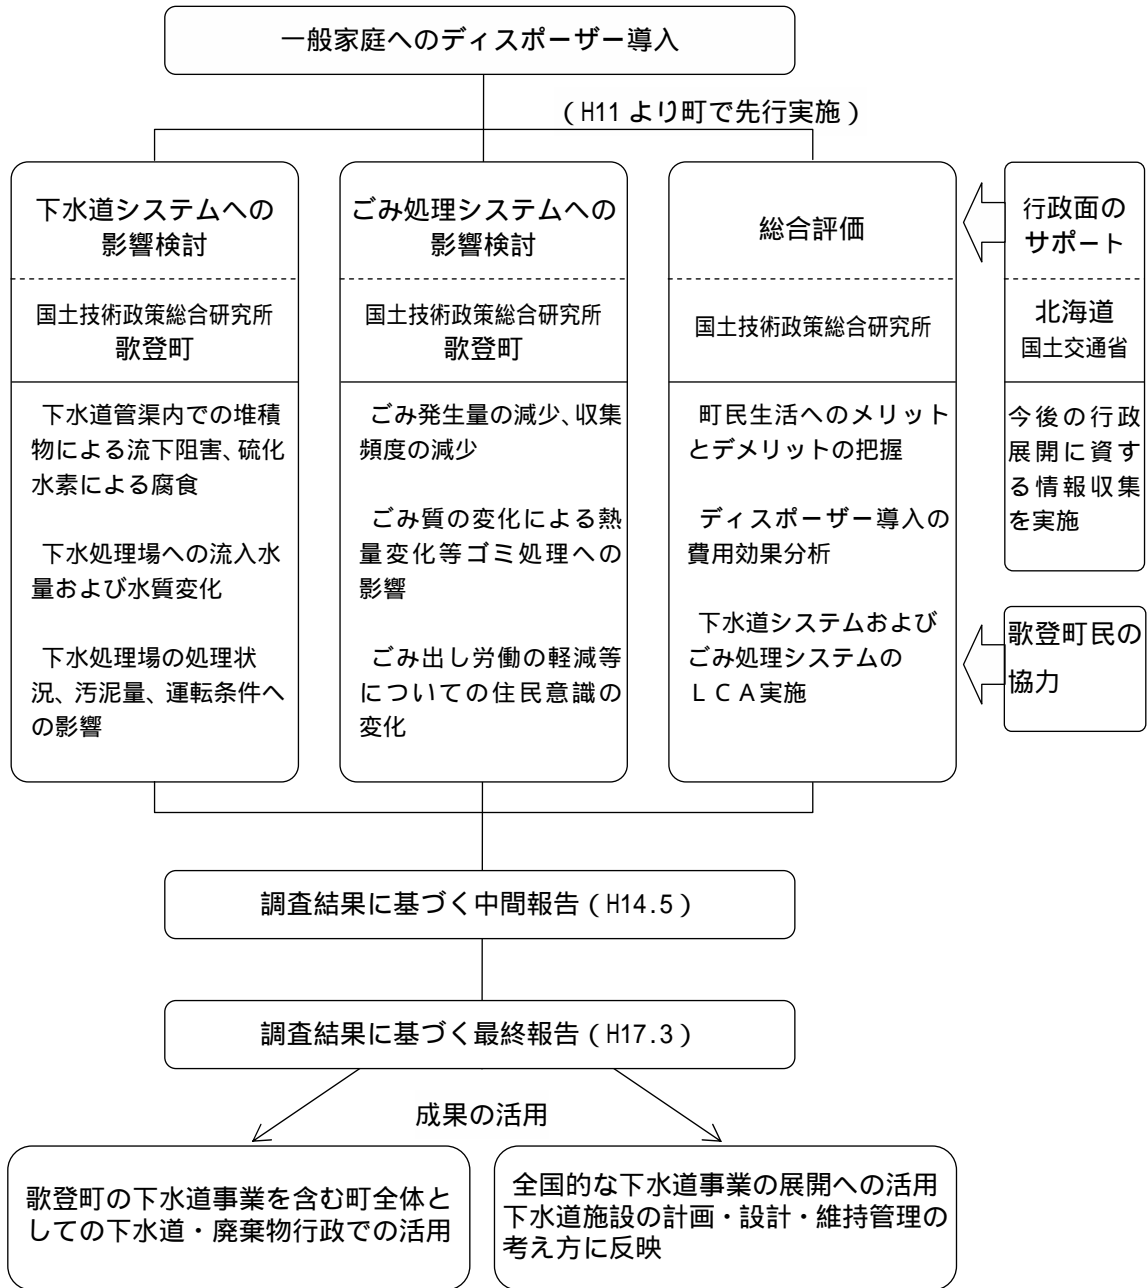 一般家庭へのディスポーザー導入
（H11より町で先行実施）
下水道システムへの
影響検討
国土技術政策総合研究所
歌登町
下水道管渠内での堆積
物による流下阻害、硫化
水素による腐食
下水処理場への流入水
量および水質変化
下水処理場の処理状
況、汚泥量、運転条件へ
の影響
ごみ処理システムへの
影響検討
国土技術政策総合研究所
歌登町
ごみ発生量の減少、収集
頻度の減少
ごみ質の変化による熱
量変化等ゴミ処理への
影響
ごみ出し労働の軽減等
についての住民意識の
変化
総合評価
国土技術政策総合研究所
町民生活へのメリット
とデメリットの把握
ディスポーザー導入の
費用効果分析
下水道システムおよび
ごみ処理システムの
ＬＣＡ実施
行政面の
サポート
北海道
国土交通省
今後の行政
展開に資す
る情報収集
を実施
歌登町民の
協力
調査結果に基づく中間報告（H14.5）
調査結果に基づく最終報告（H17.3）
成果の活用
歌登町の下水道事業を含む町全体と
しての下水道・廃棄物行政での活用
全国的な下水道事業の展開への活用
下水道施設の計画・設計・維持管理の
考え方に反映